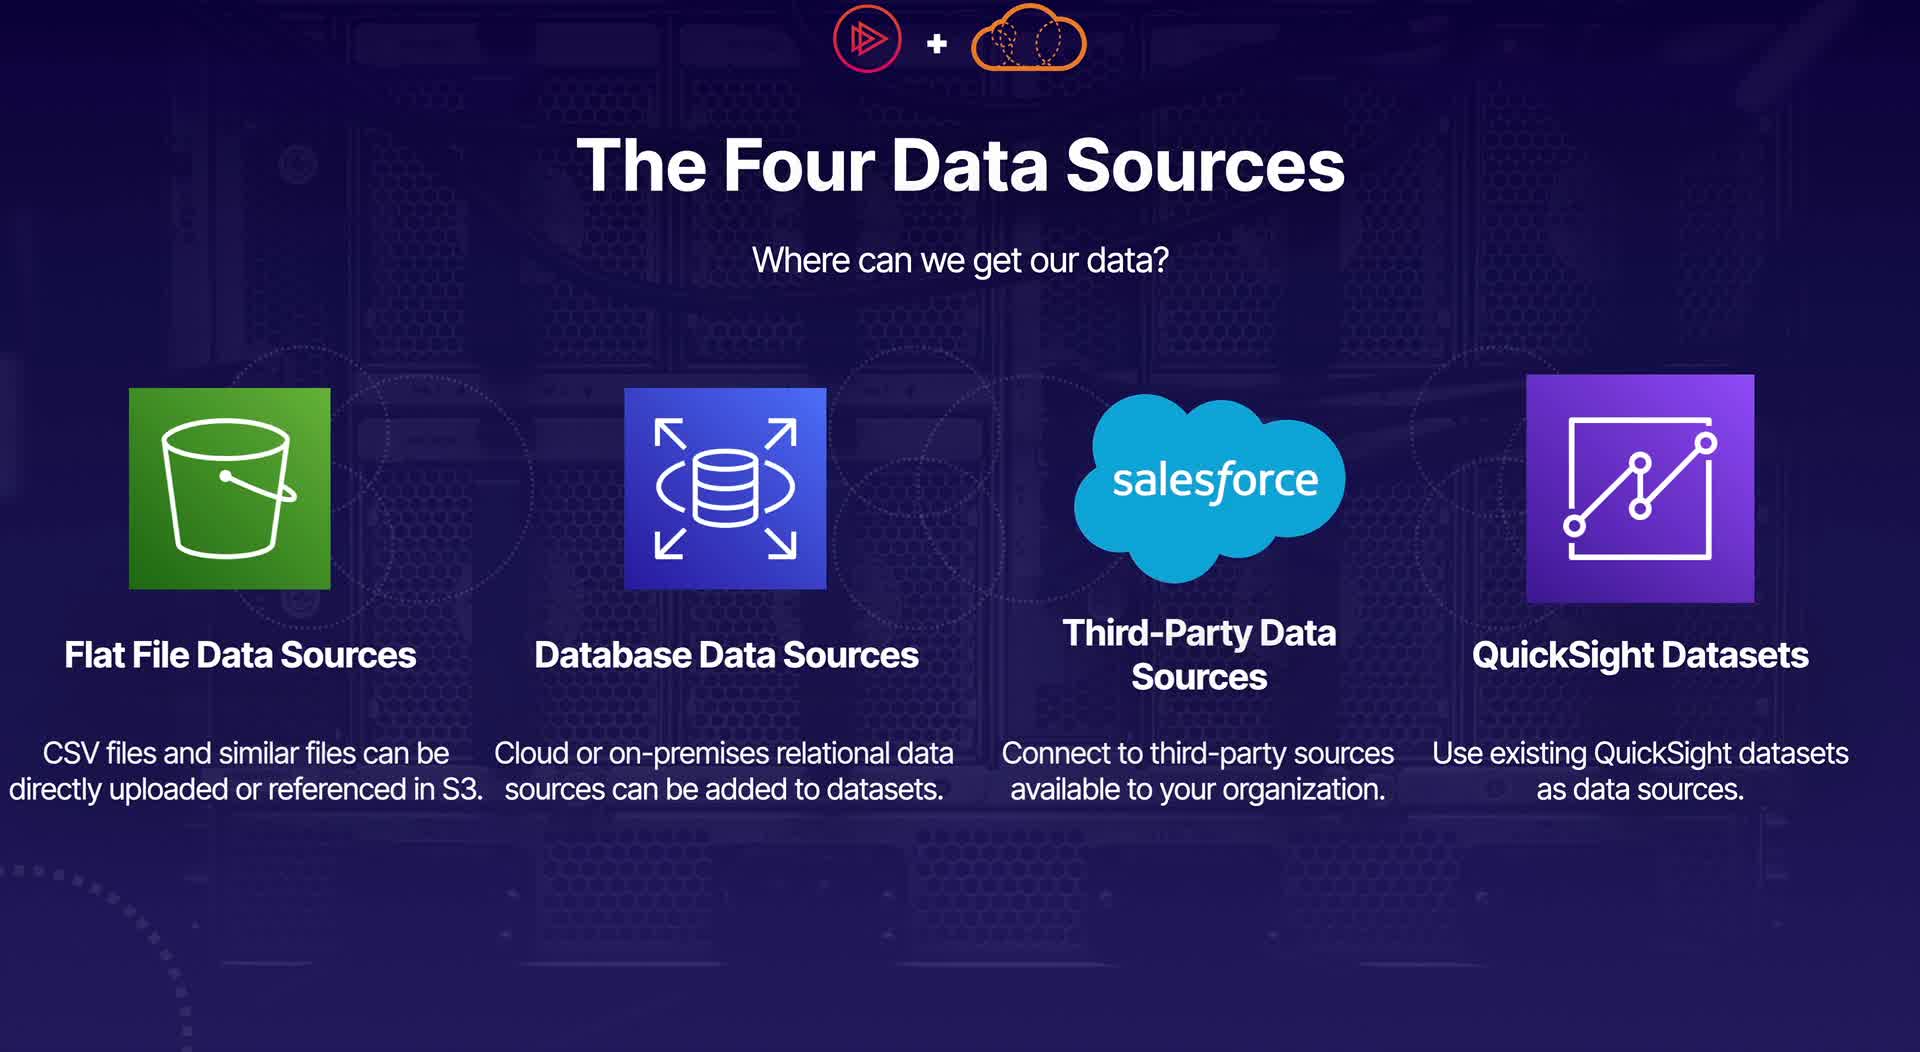 The Four Data Sources
Where can we get our data?
salesforce
Flat File Data Sources
Database Data Sources
Third-Party Data
Sources
QuickSight Datasets
CSV files and similar files can be
directly uploaded or referenced in S3.
Cloud or on-premises relational data
sources can be added to datasets.
Connect to third-party sources
available to your organization.
Use existing QuickSight datasets
as data sources.